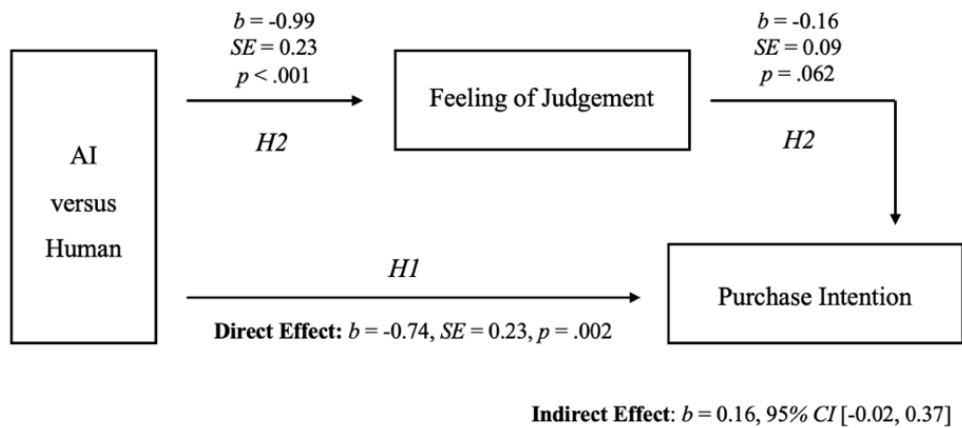 b = -0.99
SE = 0.23
p < .001
H2
AI
versus
Human
Feeling of Judgement
b = -0.16
SE = 0.09
p = .062
H2
H1
Direct Effect: b = -0.74, SE = 0.23, p = .002
Purchase Intention
Indirect Effect: b = 0.16, 95% CI [-0.02, 0.37]